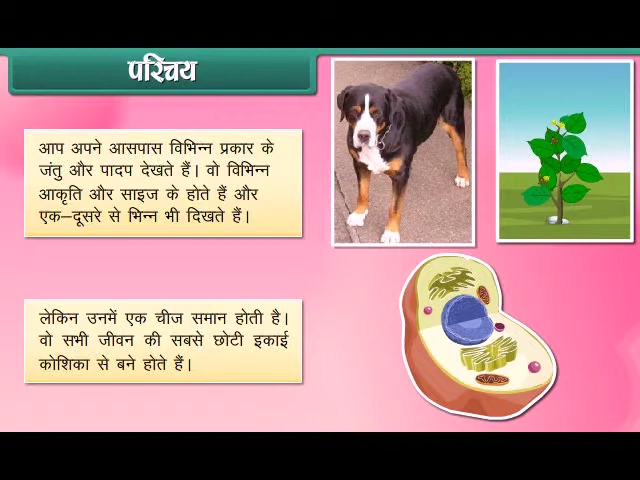 परिचय
आप अपने आसपास विभिन्न प्रकार के
जंतु और पादप देखते हैं। वो विभिन्न
आकृति और साइज के होते हैं और
एक–दूसरे से भिन्न भी दिखते हैं।
लेकिन उनमें एक चीज समान होती है।
वो सभी जीवन की सबसे छोटी इकाई
कोशिका से बने होते हैं।